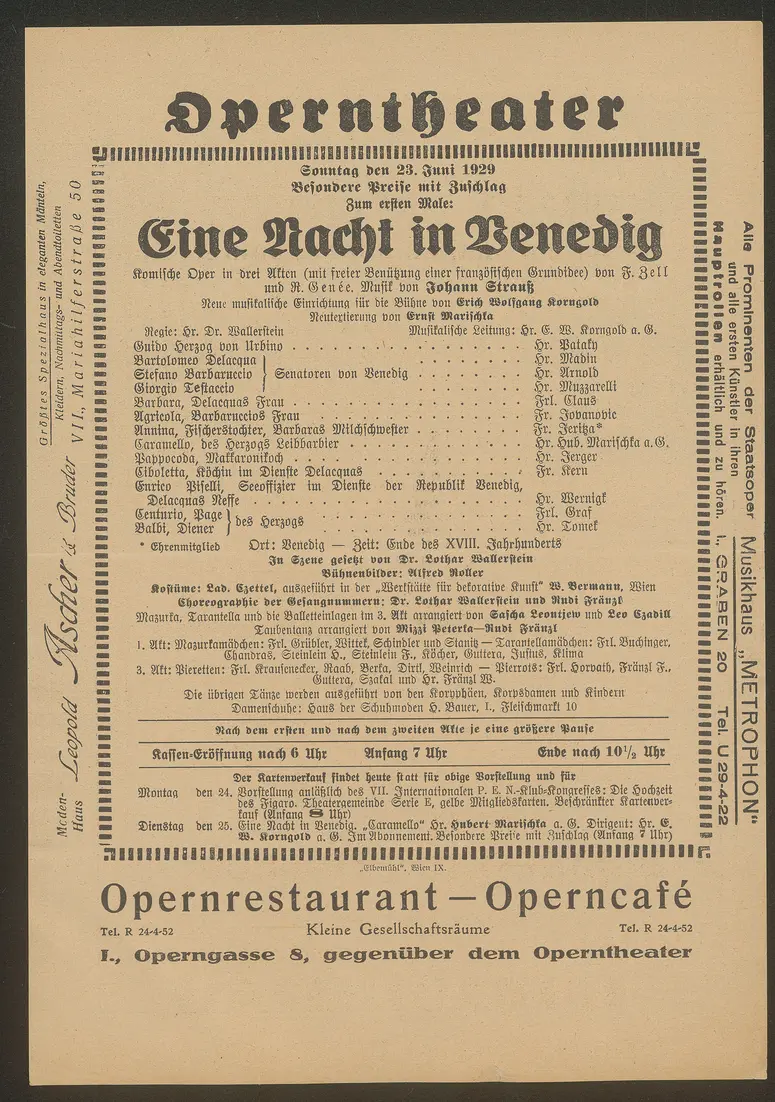 Operntheater
Sonntag den 23. Juni 1929
Besondere Preise mit Zuschlag
Zum ersten Male:
Eine Nacht in Venedig
Komische Oper in drei Akten (mit freier Benützung einer französischen Grundidee) von F. Zell
und R. Genée. Musik von Johann Strauß
Neue musikalische Einrichtung für die Bühne von Erich Wolfgang Korngold
Neutextierung von Ernst Marischka
Regie: Hr. Dr. Wallerstein Musikalische Leitung: Hr. E. W. Korngold a. G.
Guido Herzog von Urbino . . . Hr. Pataky
Bartolomeo Delacqua . . . Hr. Madin
Stefano Barbaruccio } Senatoren von Venedig . . . Hr. Arnold
Giorgio Testaccio . . . Hr. Muzzarelli
Barbara, Delacquas Frau . . . Frl. Claus
Agricola, Barbaruccios Frau . . . Fr. Jovanovic
Annina, Fischerstochter, Barbaras Milchschwester . . . Fr. Jeritza*
Caramello, des Herzogs Leibbarbier . . . Hr. Hub. Marischka a. G.
Pappocoda, Makkaronikoch . . . Hr. Jerger
Ciboletta, Köchin im Dienste Delacquas . . . Fr. Kern
Enrico Piselli, Seeoffizier im Dienste der Republik Venedig,
Delacquas Neffe . . . Hr. Wernigk
Centurio, Page } des Herzogs . . . Frl. Graf
Balbi, Diener . . . Hr. Tomek
* Ehrenmitglied Ort: Venedig — Zeit: Ende des XVIII. Jahrhunderts
In Szene gesetzt von Dr. Lothar Wallerstein
Bühnenbilder: Alfred Roller
Kostüme: Lad. Czettel, ausgeführt in der „Werkstätte für dekorative Kunst“ W. Bermann, Wien
Choreographie der Gesangnummern: Dr. Lothar Wallerstein und Rudi Fränzl
Mazurka, Tarantella und die Balletteinlagen im 3. Akt arrangiert von Sascha Leontjew und Leo Czadill
Taubentanz arrangiert von Mizzi Peterka—Rudi Fränzl
1. Akt: Mazurkamädchen: Frl. Grübler, Wittek, Schindler und Slanitz — Tarantellamädchen: Frl. Buchinger,
Chandras, Steinlein H., Steinlein F., Köcher, Guttera, Jusius, Klima
3. Akt: Pieretten: Frl. Krausenecker, Raab, Berka, Dirtl, Weinrich — Pierrots: Frl. Horvath, Fränzl F.,
Guttera, Szakal und Hr. Fränzl W.
Die übrigen Tänze werden ausgeführt von den Korpphäen, Korpsdamen und Kindern
Damenschuhe: Haus der Schuhmoden H. Bauer, I., Fleischmarkt 10
Nach dem ersten und nach dem zweiten Akte je eine größere Pause
Kassen-Eröffnung nach 6 Uhr Anfang 7 Uhr Ende nach 10½ Uhr
Der Kartenverkauf findet heute statt für obige Vorstellung und für
Montag den 24. Vorstellung anläßlich des VII. Internationalen P. E. N.-Klub-Kongresses: Die Hochzeit
des Figaro. Theatergemeinde Serie E, gelbe Mitgliedskarten. Beschränkter Kartenver-
kauf (Anfang 8 Uhr)
Dienstag den 25. Eine Nacht in Venedig. „Caramello“ Hr. Hubert Marischka a. G. Dirigent: Hr. E.
W. Korngold a. G. Im Abonnement. Besondere Preise mit Zuschlag (Anfang 7 Uhr)
„Elbemühl“, Wien IX.
Opernrestaurant — Operncafé
Tel. R 24-4-52 Kleine Gesellschaftsräume Tel. R 24-4-52
I., Operngasse 8, gegenüber dem Operntheater
Größtes Spezialhaus in eleganten Mänteln,
Kleidern, Nachmittags- und Abendtoiletten
Moden-
Haus Leopold Ascher & Bruder VII., Mariahilferstraße 50
Alle Prominenten der Staatsoper
und alle ersten Künstler in ihren
Hauptrollen erhältlich und zu hören.
Musikhaus „METROPHON“
I., GRABEN 20 Tel. U 29-4-22